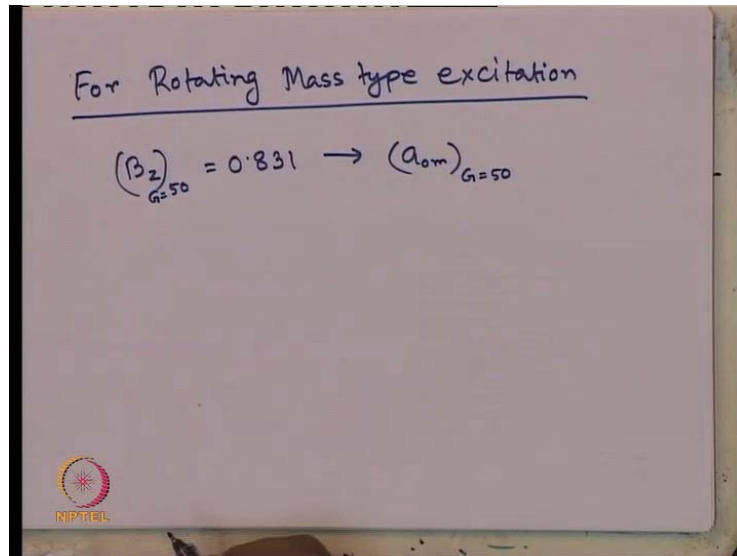 For Rotating Mass type excitation
(B_z)_{G=50} = 0.831 → (a_{om})_{G=50}
NPTEL